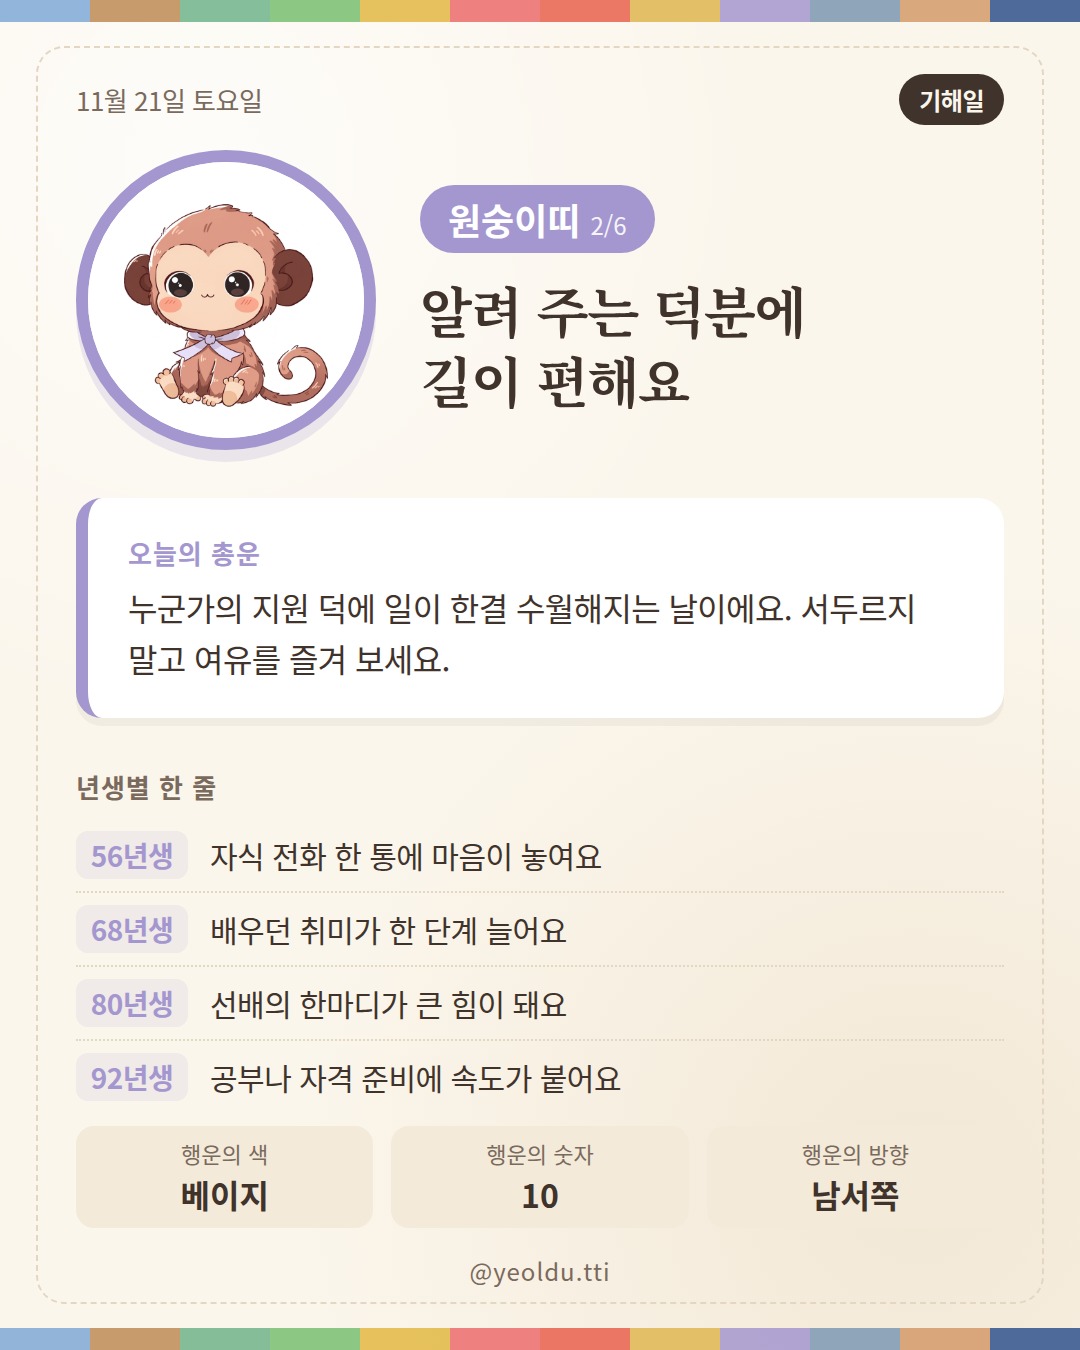 11월 21일 토요일
기해일
원숭이띠 2/6
알려 주는 덕분에
길이 편해요
오늘의 총운
누군가의 지원 덕에 일이 한결 수월해지는 날이에요. 서두르지
말고 여유를 즐겨 보세요.
년생별 한 줄
56년생 자식 전화 한 통에 마음이 놓여요
68년생 배우던 취미가 한 단계 늘어요
80년생 선배의 한마디가 큰 힘이 돼요
92년생 공부나 자격 준비에 속도가 붙어요
행운의 색
베이지
행운의 숫자
10
행운의 방향
남서쪽
@yeoldu.tti